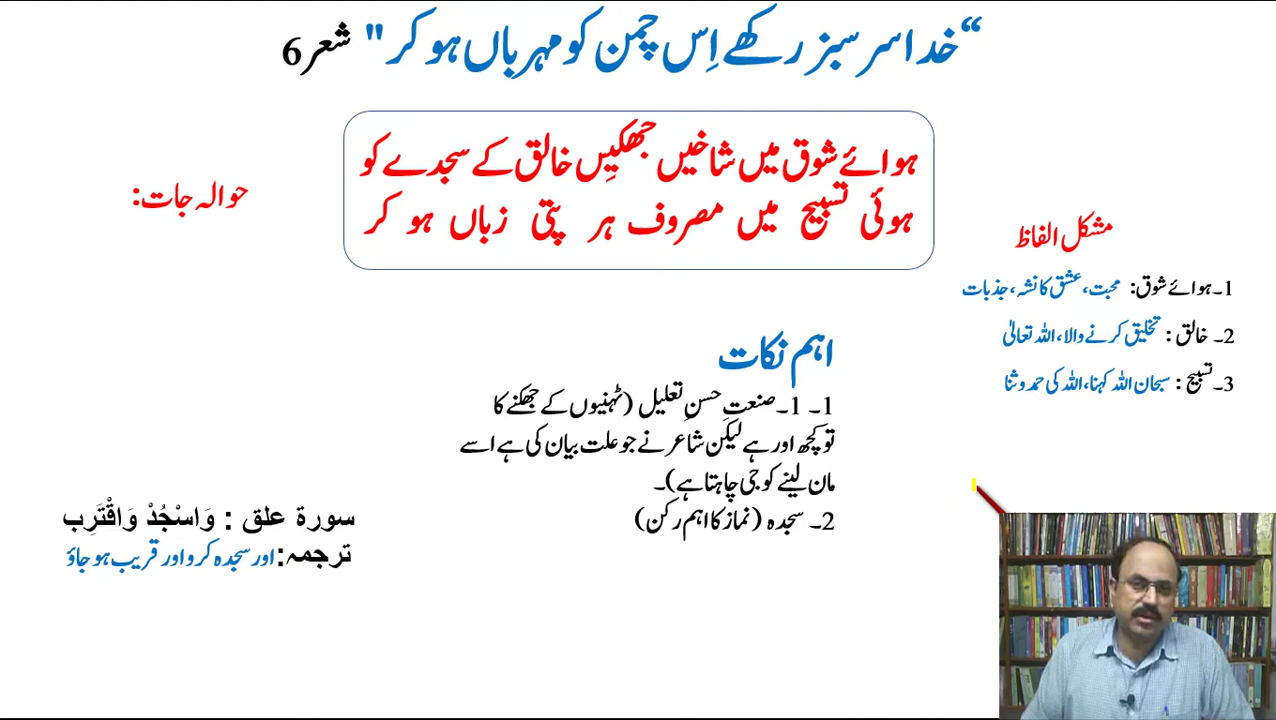 “خدا سرسبز رکھے اِس چمن کو مہرباں ہو کر" شعر6
ہوائے شوق میں شاخیں جھکیِں خالق کے سجدے کو
ہوئی تسبیح میں مصروف ہر پتی زباں ہو کر
حوالہ جات:
مشکل الفاظ
1۔ہوائے شوق: محبت، عشق کا نشہ، جذبات
2۔ خالق : تخلیق کرنے والا، اللہ تعالیٰ
3۔تسبیح : سبحان اللہ کہنا، اللہ کی حمد و ثنا
اہم نکات
1۔ 1۔صنعتِ حسنِ تعلیل (ٹہنیوں کے جھکنے کا
تو کچھ اور ہے لیکن شاعر نے جو علت بیان کی ہے اسے
مان لینے کو جی چاہتا ہے)۔
2۔ سجدہ (نماز کا اہم رکن)
سورۃ علق : وَاسْجُدْ وَاقْتَرِب
ترجمہ: اور سجدہ کرو اور قریب ہو جاؤ